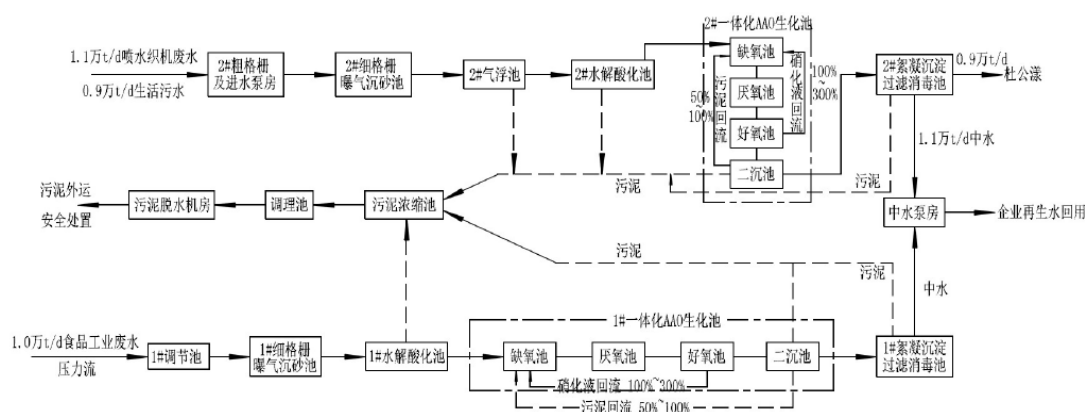 2#一体化AAO生化池
1.1万t/d喷水织机废水
0.9万t/d生活污水
2#粗格栅
及进水泵房
2#细格栅
曝气沉砂池
2#气浮池
2#水解酸化池
缺氧池
厌氧池
好氧池
二沉池
50%
~
100%
污泥回流
硝化液回流
100%
~
300%
2#絮凝沉淀
过滤消毒池
0.9万t/d
杜公漾
1.1万t/d中水
污泥
污泥
污泥外运
安全处置
污泥脱水机房
调理池
污泥浓缩池
中水泵房
企业再生水回用
污泥
中水
1#一体化AAO生化池
1.0万t/d食品工业废水
压力流
1#调节池
1#细格栅
曝气沉砂池
1#水解酸化池
缺氧池
厌氧池
好氧池
二沉池
1#絮凝沉淀
过滤消毒池
硝化液回流 100%~300%
污泥回流 50%~100%